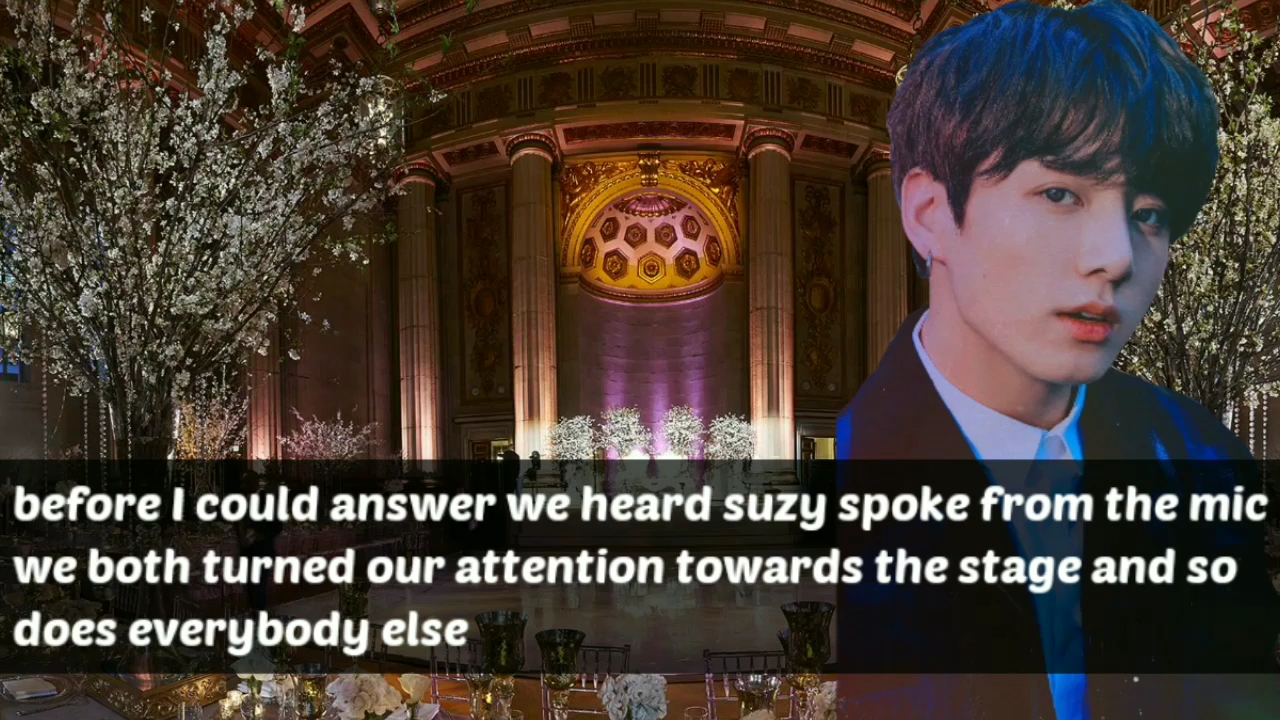 before I could answer we heard suzy spoke from the mic
we both turned our attention towards the stage and so
does everybody else